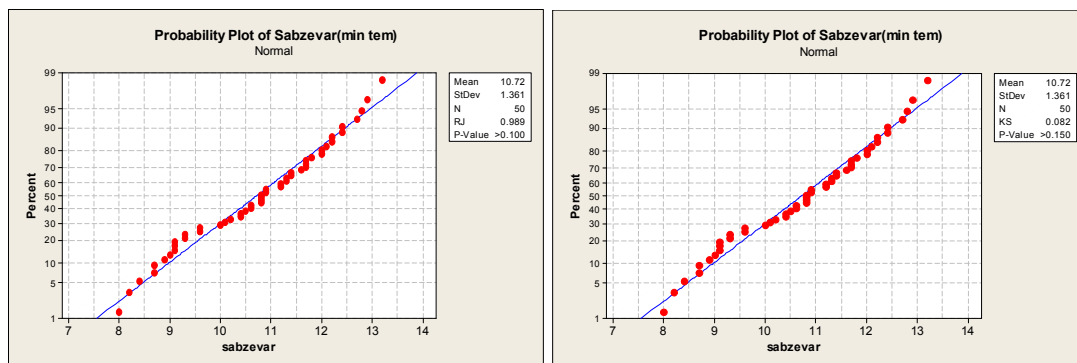 Probability Plot of Sabzevar(min tem)
Normal
99
95
90
80
70
60
50
40
30
20
10
5
1
Percent
7 8 9 10 11 12 13 14
sabzevar
Mean 10.72
StDev 1.361
N 50
RJ 0.989
P-Value >0.100
Probability Plot of Sabzevar(min tem)
Normal
99
95
90
80
70
60
50
40
30
20
10
5
1
Percent
7 8 9 10 11 12 13 14
sabzevar
Mean 10.72
StDev 1.361
N 50
KS 0.082
P-Value >0.150